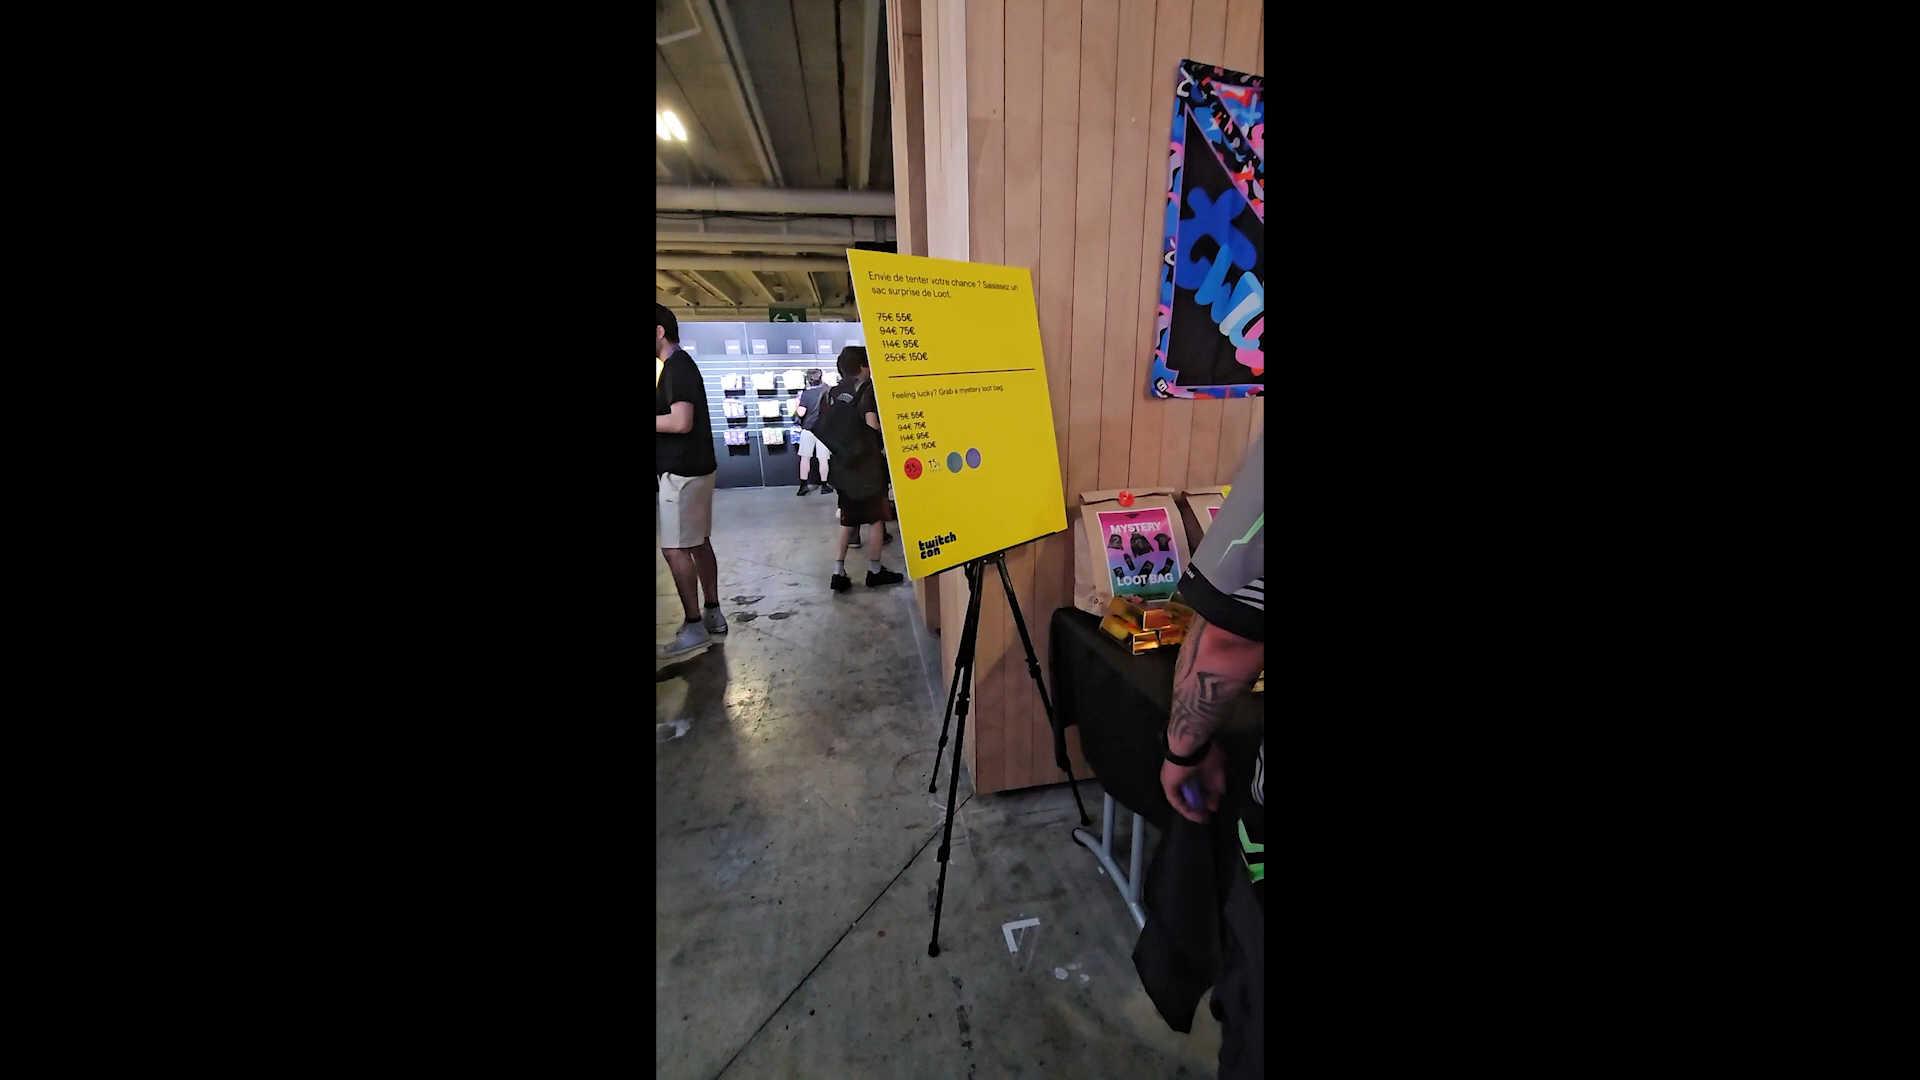 Envie de tenter votre chance ? Saisissez un
sac surprise de Loot.
75€ 55€
94€ 75€
114€ 95€
250€ 150€
Feeling lucky? Grab a mystery loot bag.
75€ 55€
94€ 75€
114€ 95€
250€ 150€
twitch
con
MYSTERY
LOOT BAG